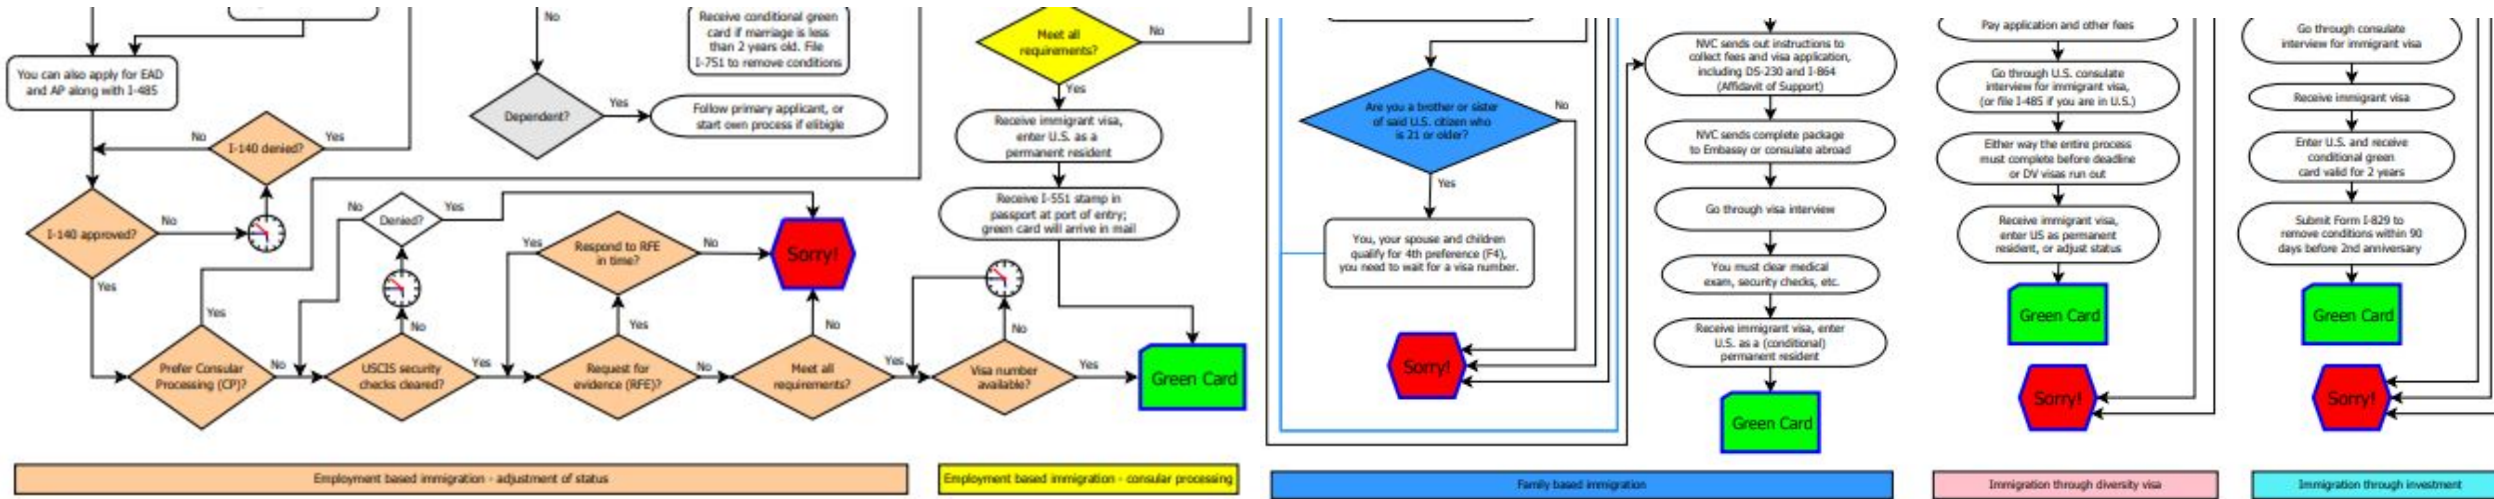 You can also apply for EAD
and AP along with I-485
No
I-140 denied?
Yes
I-140 approved?
No
Yes
Prefer Consular
Processing (CP)?
Yes
No
No
Denied?
Yes
USCIS security
checks cleared?
No
Yes
Yes
Respond to RFE
in time?
No
Yes
Request for
evidence (RFE)?
No
Sorry!
No
Meet all
requirements?
Yes
No
Visa number
available?
Yes
Green Card
No
Dependent?
Yes
Receive conditional green
card if marriage is less
than 2 years old. File
I-751 to remove conditions
Follow primary applicant, or
start own process if elibigle
Meet all
requirements?
No
Yes
Receive immigrant visa,
enter U.S. as a
permanent resident
Receive I-551 stamp in
passport at port of entry;
green card will arrive in mail
Are you a brother or sister
of said U.S. citizen who
is 21 or older?
No
Yes
You, your spouse and children
qualify for 4th preference (F4),
you need to wait for a visa number.
Sorry!
NVC sends out instructions to
collect fees and visa application,
including DS-230 and I-864
(Affidavit of Support)
NVC sends complete package
to Embassy or consulate abroad
Go through visa interview
You must clear medical
exam, security checks, etc.
Receive immigrant visa, enter
U.S. as a (conditional)
permanent resident
Green Card
Pay application and other fees
Go through U.S. consulate
interview for immigrant visa,
(or file I-485 if you are in U.S.)
Either way the entire process
must complete before deadline
or DV visas run out
Receive immigrant visa,
enter US as permanent
resident, or adjust status
Green Card
Sorry!
Go through consulate
interview for immigrant visa
Receive immigrant visa
Enter U.S. and receive
conditional green
card valid for 2 years
Submit Form I-829 to
remove conditions within 90
days before 2nd anniversary
Green Card
Sorry!
Employment based immigration - adjustment of status
Employment based immigration - consular processing
Family based immigration
Immigration through diversity visa
Immigration through investment